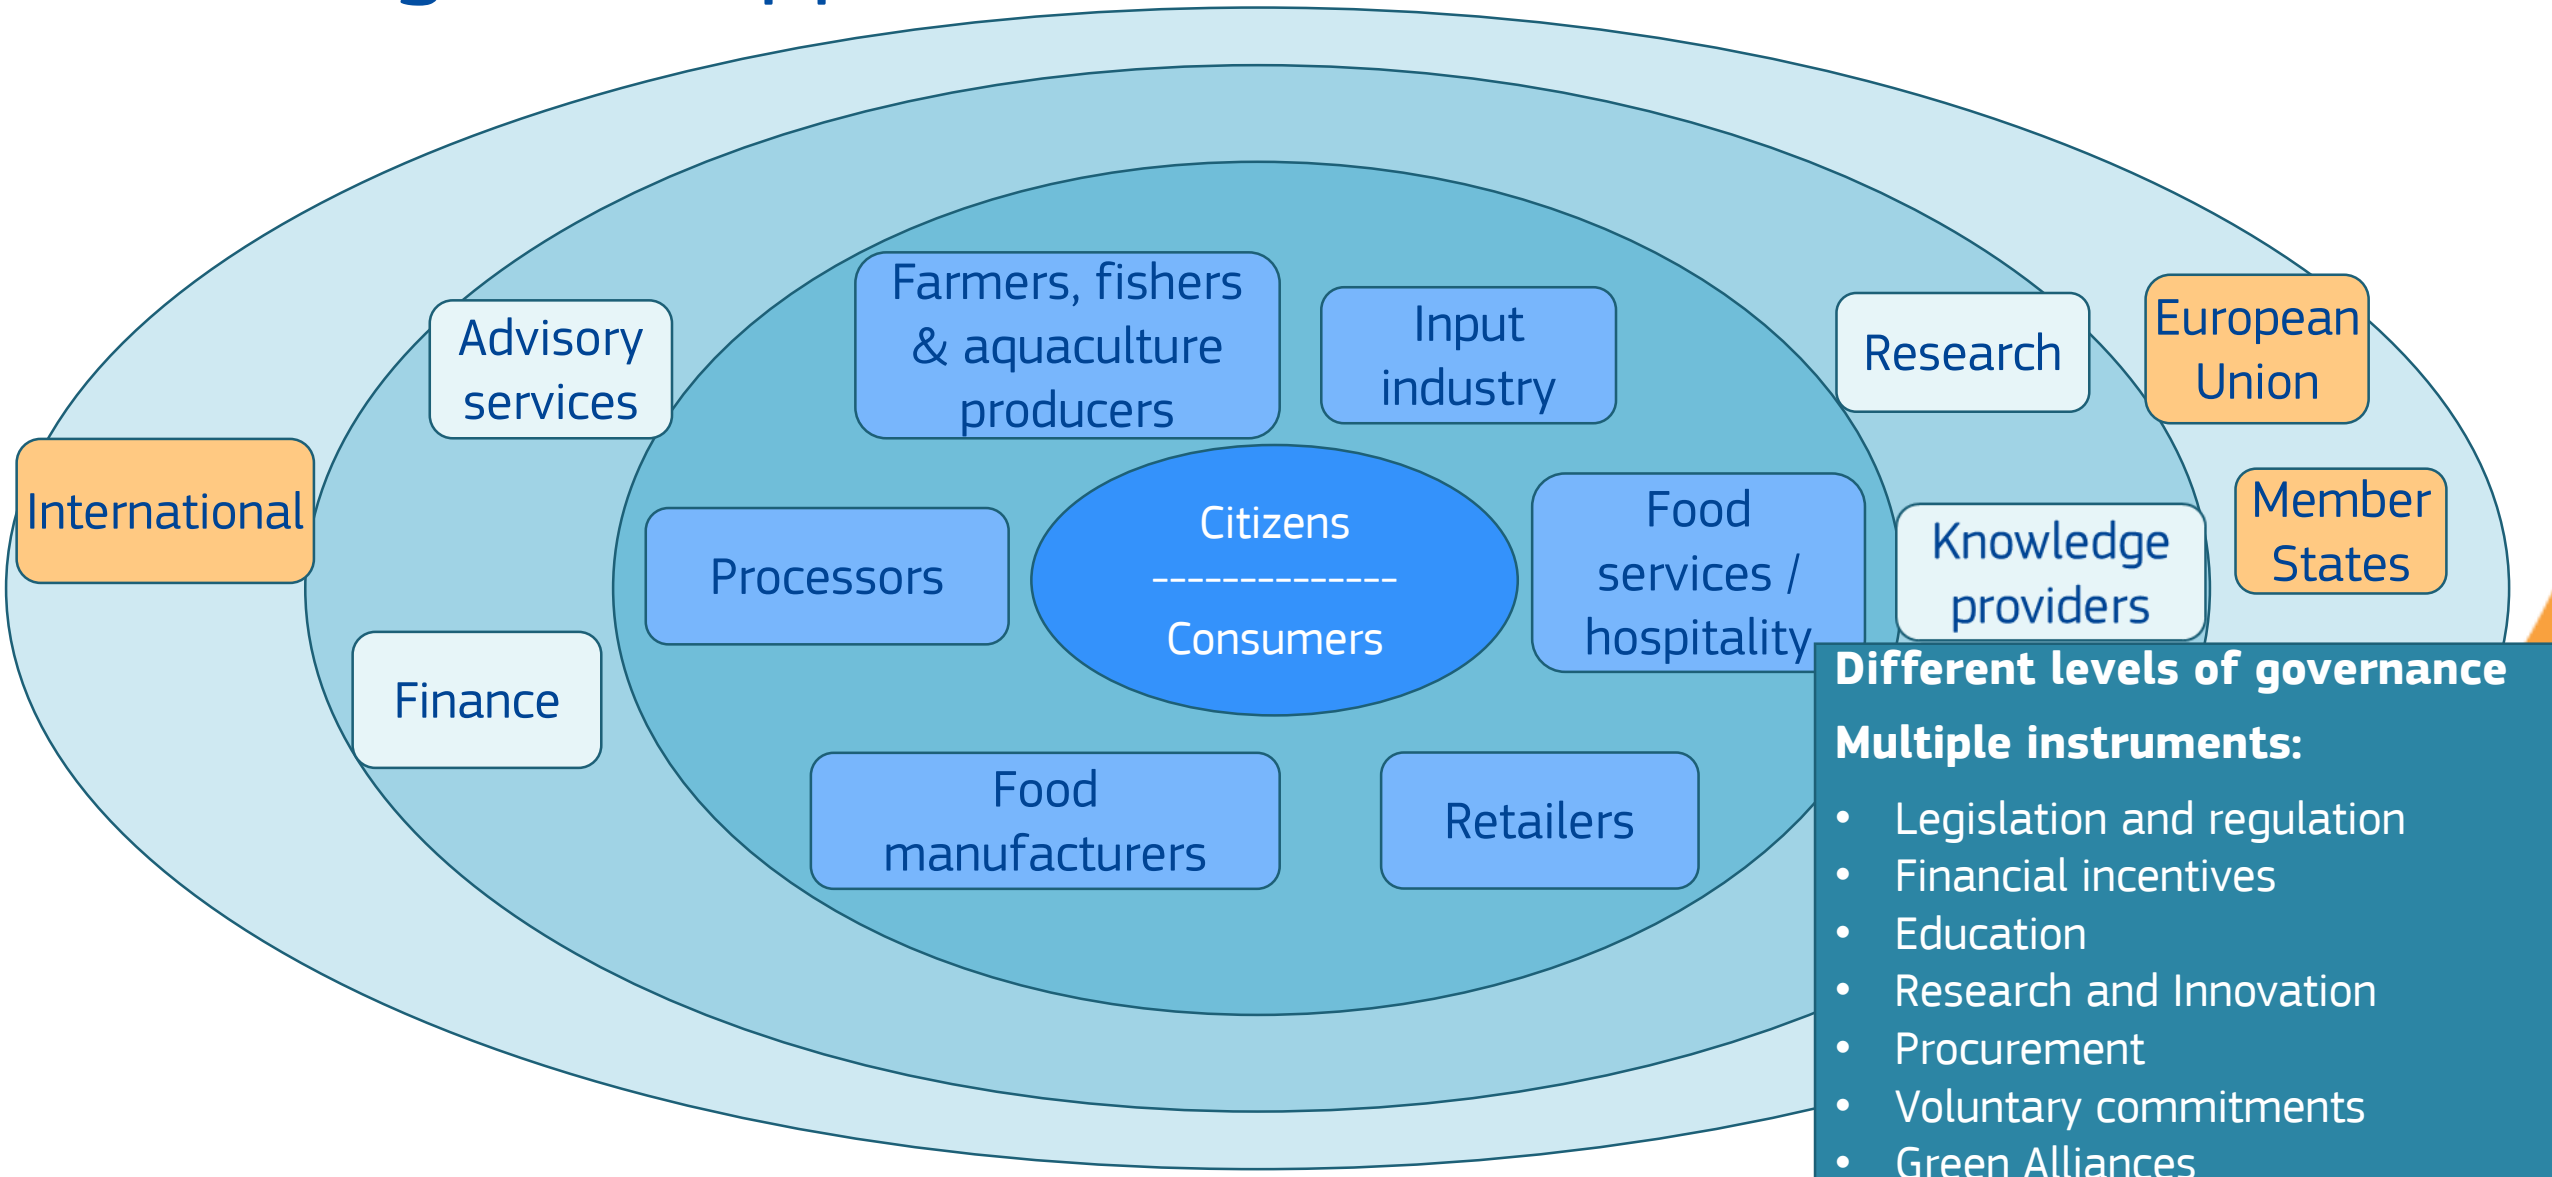 Farmers, fishers
& aquaculture
producers
Input
industry
Advisory
services
Research
European
Union
International
Member
States
Processors
Citizens
--------------
Consumers
Food
services /
hospitality
Knowledge
providers
Finance
Food
manufacturers
Retailers
Different levels of governance
Multiple instruments:
• Legislation and regulation
• Financial incentives
• Education
• Research and Innovation
• Procurement
• Voluntary commitments
• Green Alliances